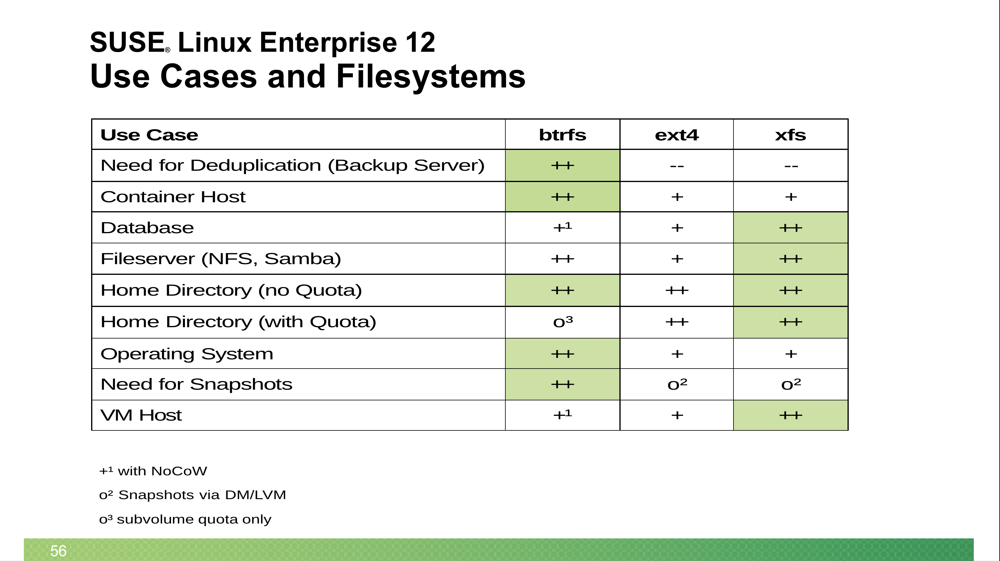 SUSE® Linux Enterprise 12
Use Cases and Filesystems
Use Case btrfs ext4 xfs
Need for Deduplication (Backup Server) ++ -- --
Container Host ++ + +
Database +¹ + ++
Fileserver (NFS, Samba) ++ + ++
Home Directory (no Quota) ++ ++ ++
Home Directory (with Quota) o³ ++ ++
Operating System ++ + +
Need for Snapshots ++ o² o²
VM Host +¹ + ++
+¹ with NoCoW
o² Snapshots via DM/LVM
o³ subvolume quota only
56